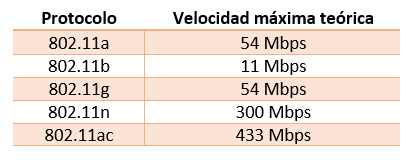 Protocolo Velocidad máxima teórica
802.11a 54 Mbps
802.11b 11 Mbps
802.11g 54 Mbps
802.11n 300 Mbps
802.11ac 433 Mbps